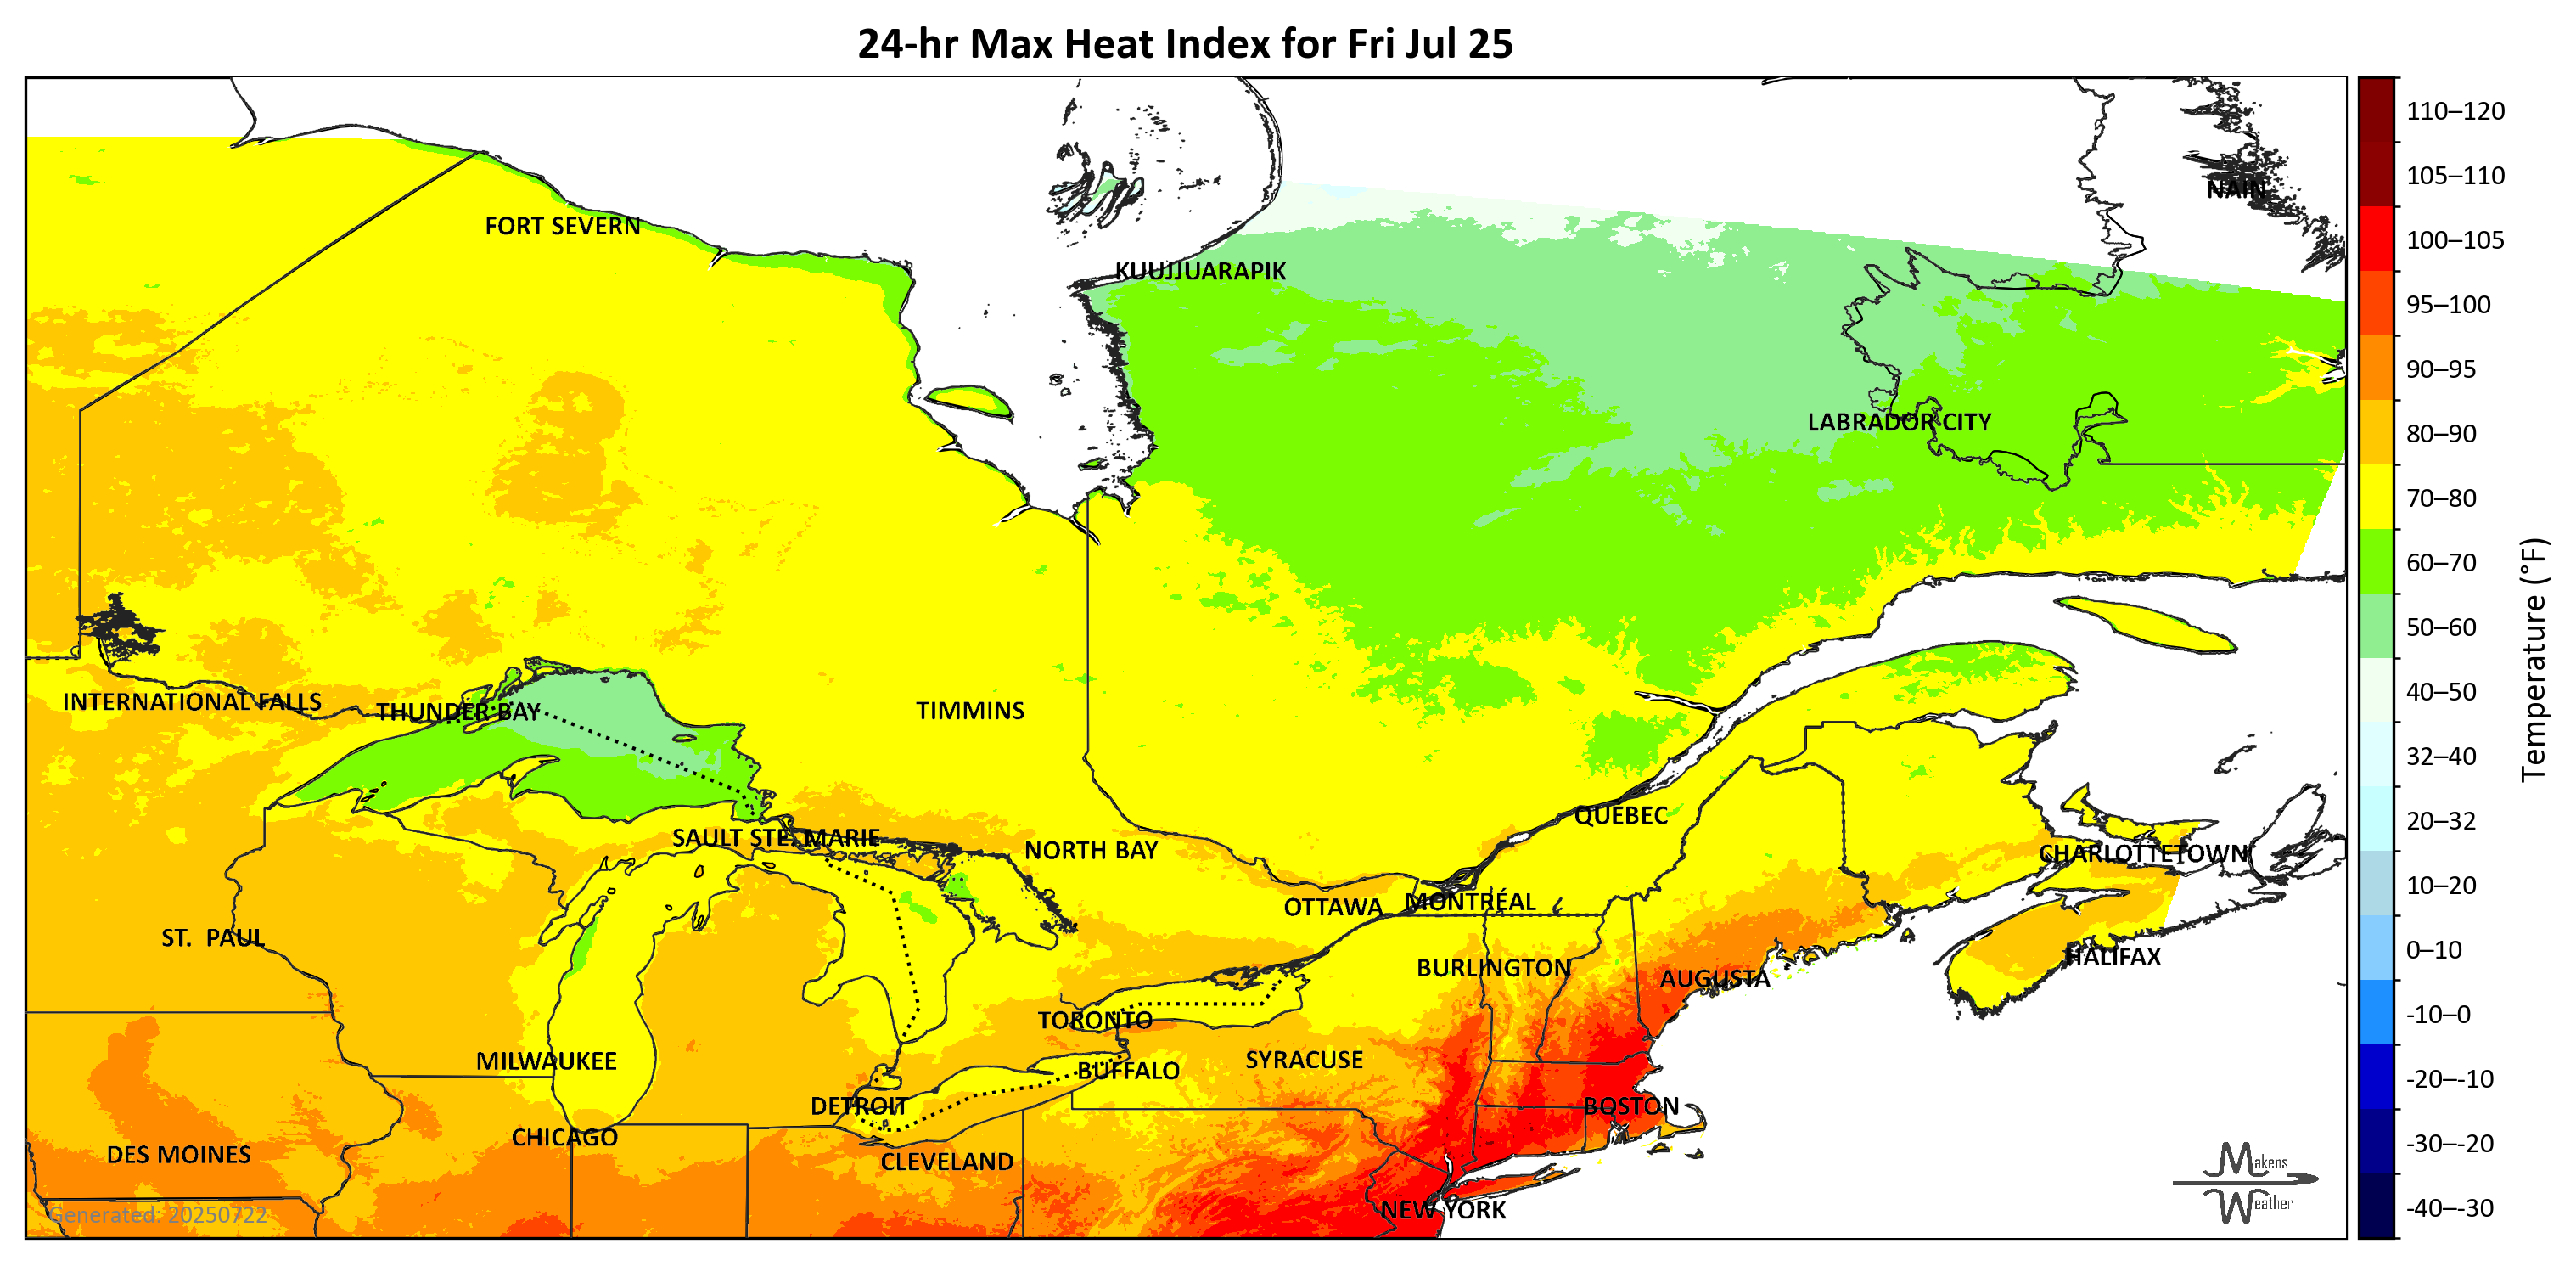 24-hr Max Heat Index for Fri Jul 25
NAIN
FORT SEVERN
KUUJJUARAPIK
LABRADOR CITY
INTERNATIONAL FALLS
THUNDER BAY
TIMMINS
QUEBEC
SAULT STE. MARIE
NORTH BAY
CHARLOTTETOWN
OTTAWA
MONTRÉAL
ST. PAUL
HALIFAX
BURLINGTON
AUGUSTA
TORONTO
MILWAUKEE
SYRACUSE
BUFFALO
DETROIT
BOSTON
CHICAGO
DES MOINES
CLEVELAND
NEW YORK
Generated: 20250722
Makens
Weather
110–120
105–110
100–105
95–100
90–95
80–90
70–80
60–70
50–60
40–50
32–40
20–32
10–20
0–10
-10–0
-20–-10
-30–-20
-40–-30
Temperature (°F)